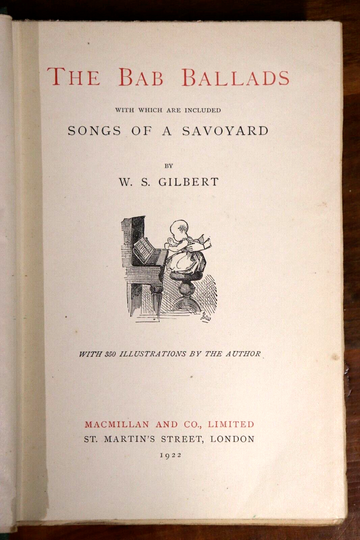 THE BAB BALLADS
WITH WHICH ARE INCLUDED
SONGS OF A SAVOYARD
BY
W. S. GILBERT
WITH 350 ILLUSTRATIONS BY THE AUTHOR
MACMILLAN AND CO., LIMITED
ST. MARTIN'S STREET, LONDON
1922